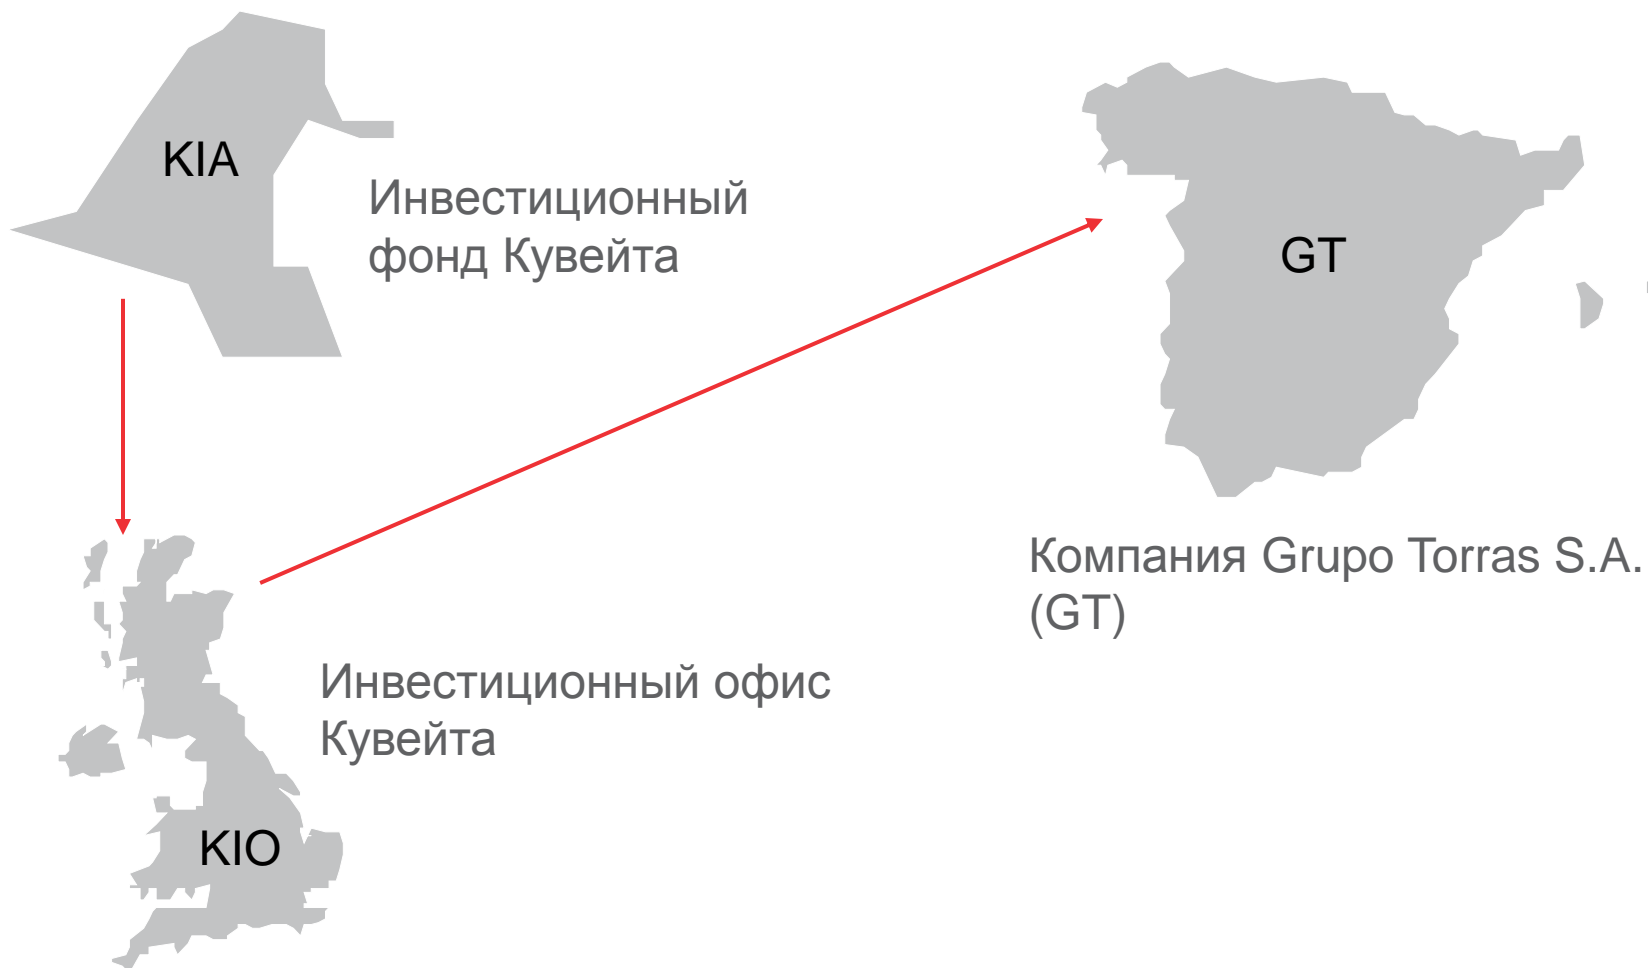 KIA
Инвестиционный
фонд Кувейта
GT
Компания Grupo Torras S.A.
(GT)
Инвестиционный офис
Кувейта
KIO